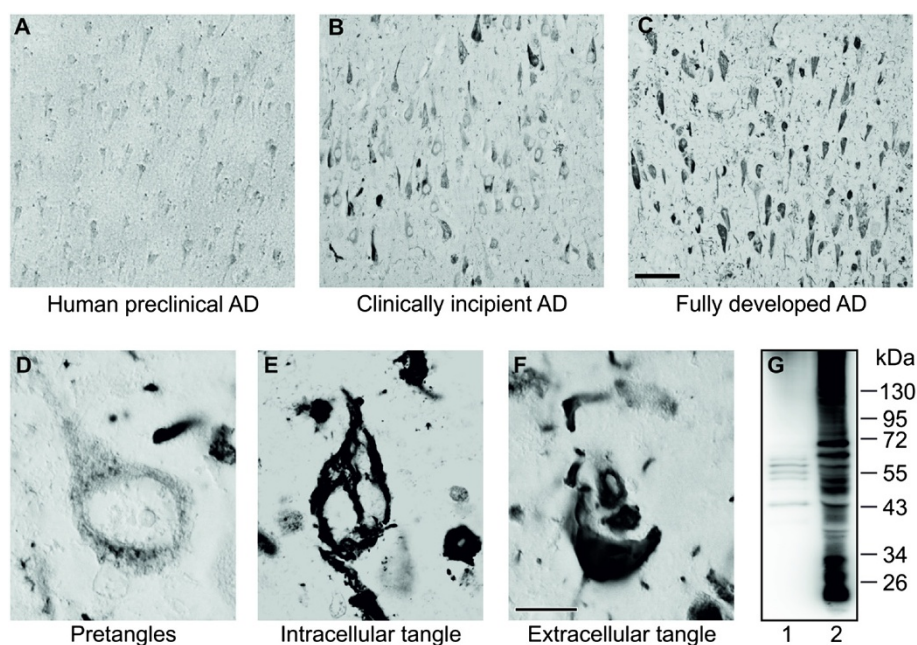 A
B
C
Human preclinical AD
Clinically incipient AD
Fully developed AD
D
E
F
G
kDa
130
95
72
55
43
34
26
Pretangles
Intracellular tangle
Extracellular tangle
1 2